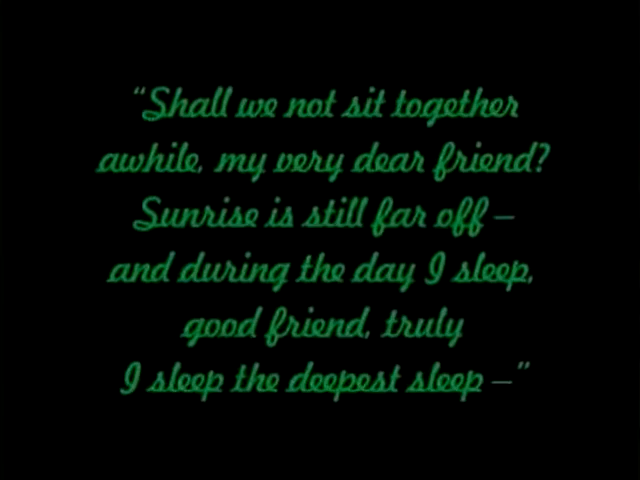 “Shall we not sit together
awhile, my very dear friend?
Sunrise is still far off –
and during the day I sleep,
good friend, truly
I sleep the deepest sleep –”